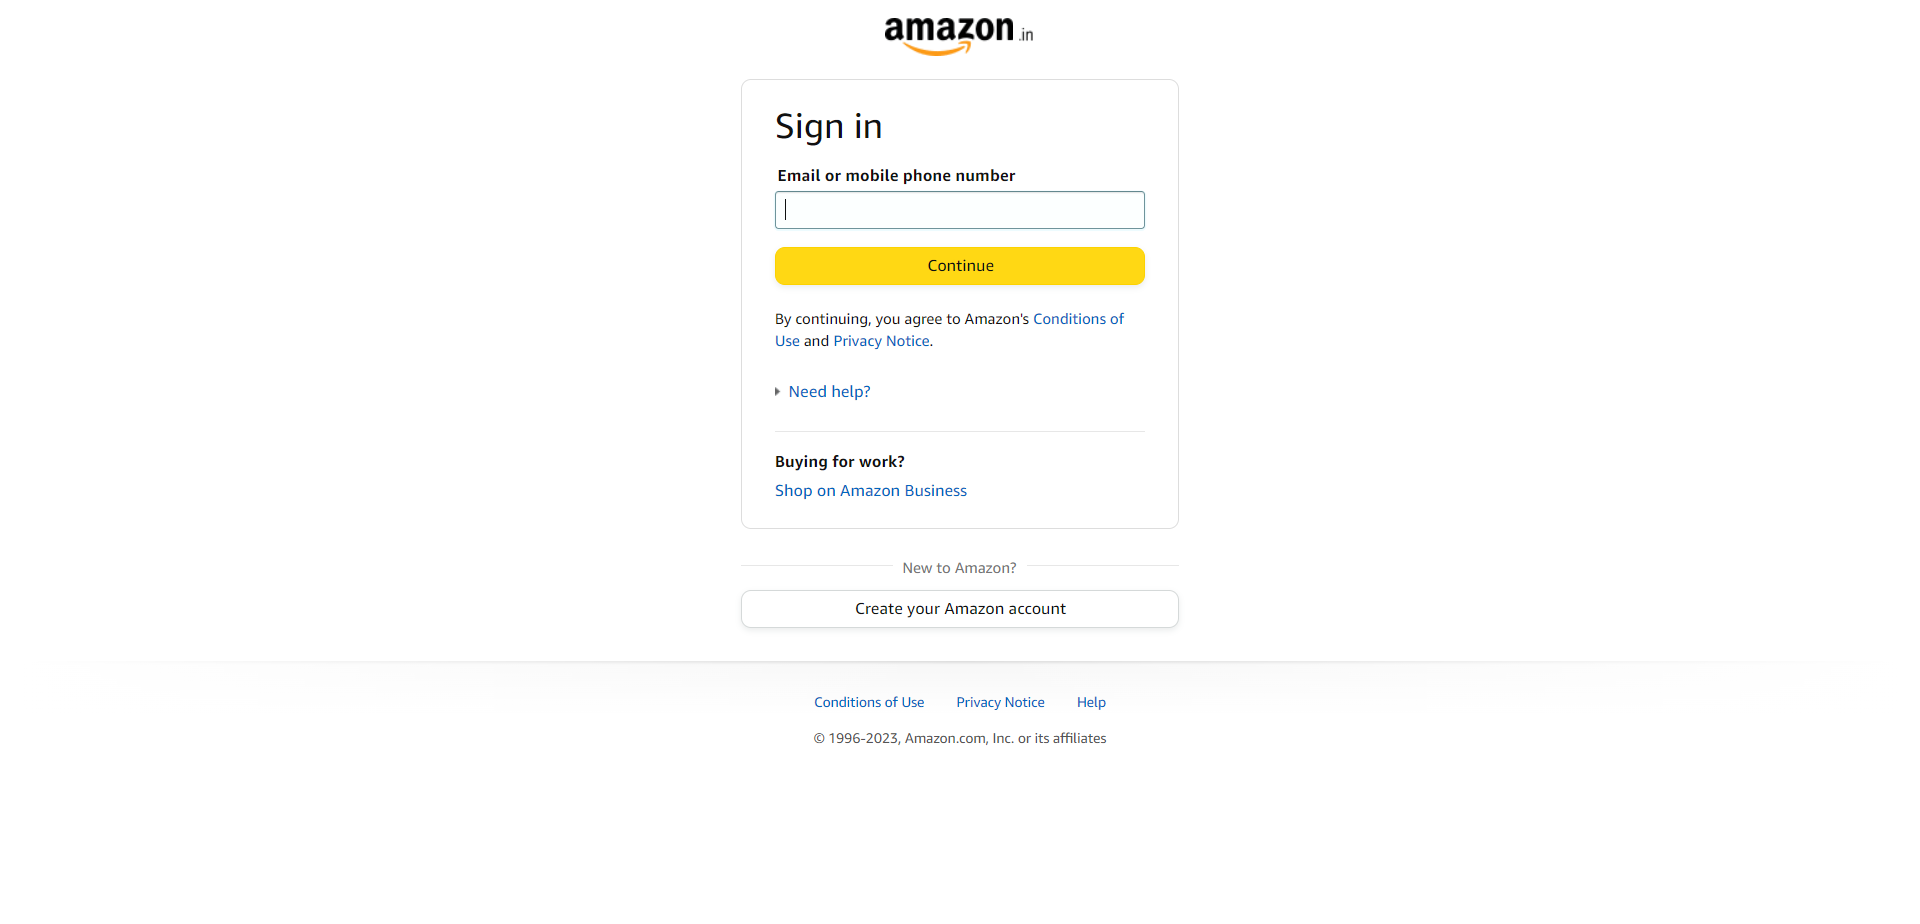 amazon.in
Sign in
Email or mobile phone number
Continue
By continuing, you agree to Amazon's Conditions of
Use and Privacy Notice.
Need help?
Buying for work?
Shop on Amazon Business
New to Amazon?
Create your Amazon account
Conditions of Use Privacy Notice Help
© 1996-2023, Amazon.com, Inc. or its affiliates